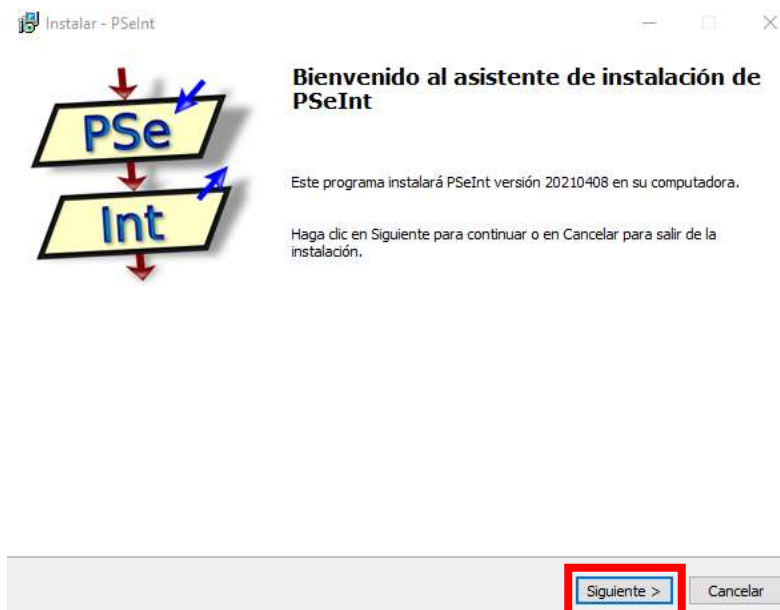 Instalar - PSeInt
PSe
Int
Bienvenido al asistente de instalación de
PSeInt
Este programa instalará PSeInt versión 20210408 en su computadora.
Haga clic en Siguiente para continuar o en Cancelar para salir de la
instalación.
Siguiente >
Cancelar